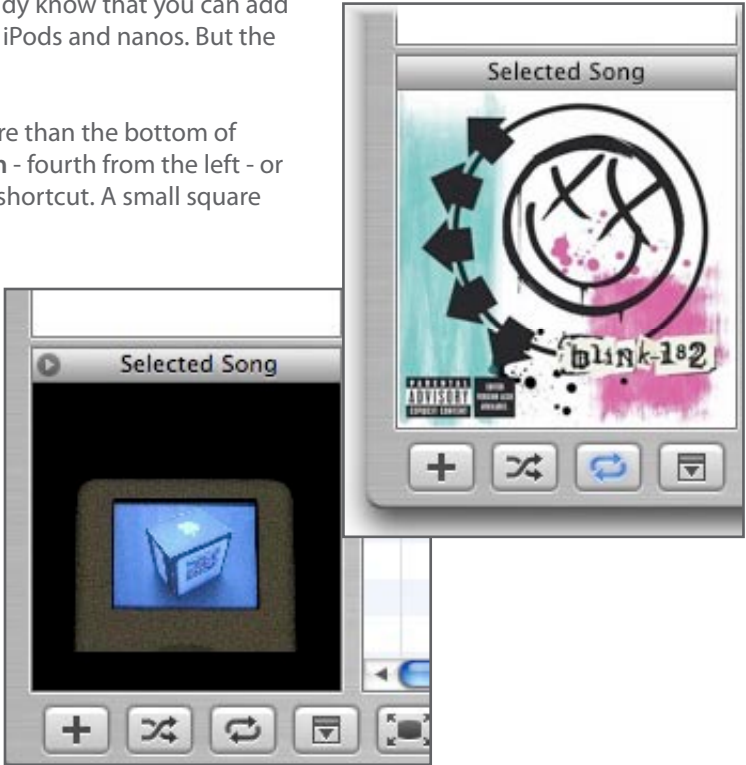 dy know that you can add
iPods and nanos. But the
re than the bottom of
n - fourth from the left - or
shortcut. A small square
Selected Song
blink-182
PARENTAL
ADVISORY
EXPLICIT CONTENT
Selected Song